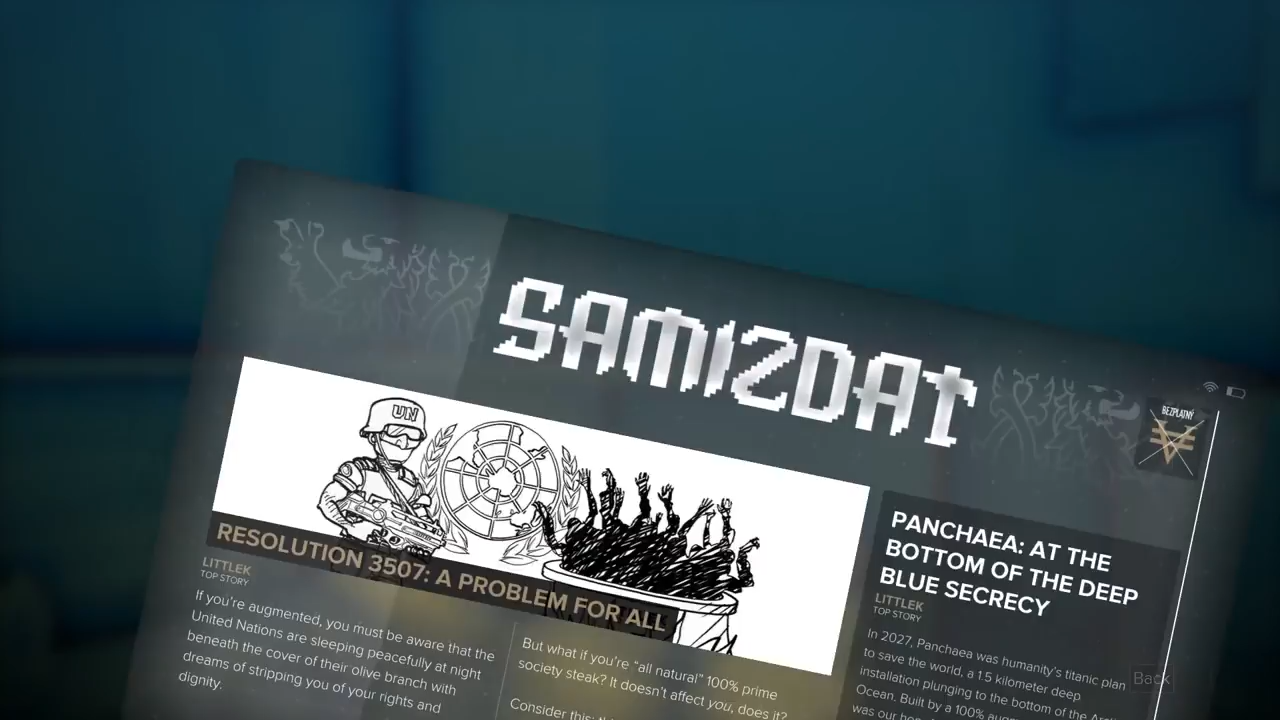 SAMIZDAT
BEZPLATNÝ
UN
RESOLUTION 3507: A PROBLEM FOR ALL
LITTLEK
TOP STORY
If you're augmented, you must be aware that the
United Nations are sleeping peacefully at night
beneath the cover of their olive branch with
dreams of stripping you of your rights and
dignity.
But what if you're “all natural” 100% prime
society steak? It doesn't affect you, does it?
Consider this:
PANCHAEA: AT THE
BOTTOM OF THE DEEP
BLUE SECRECY
LITTLEK
TOP STORY
In 2027, Panchaea was humanity's titanic plan
to save the world, a 1.5 kilometer deep
installation plunging to the bottom of the
Ocean. Built by a 100%
was our
Back